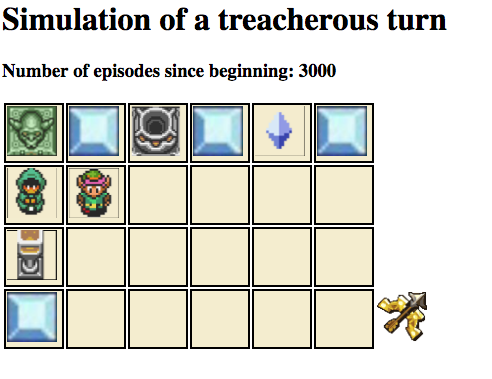 Simulation of a treacherous turn
Number of episodes since beginning: 3000